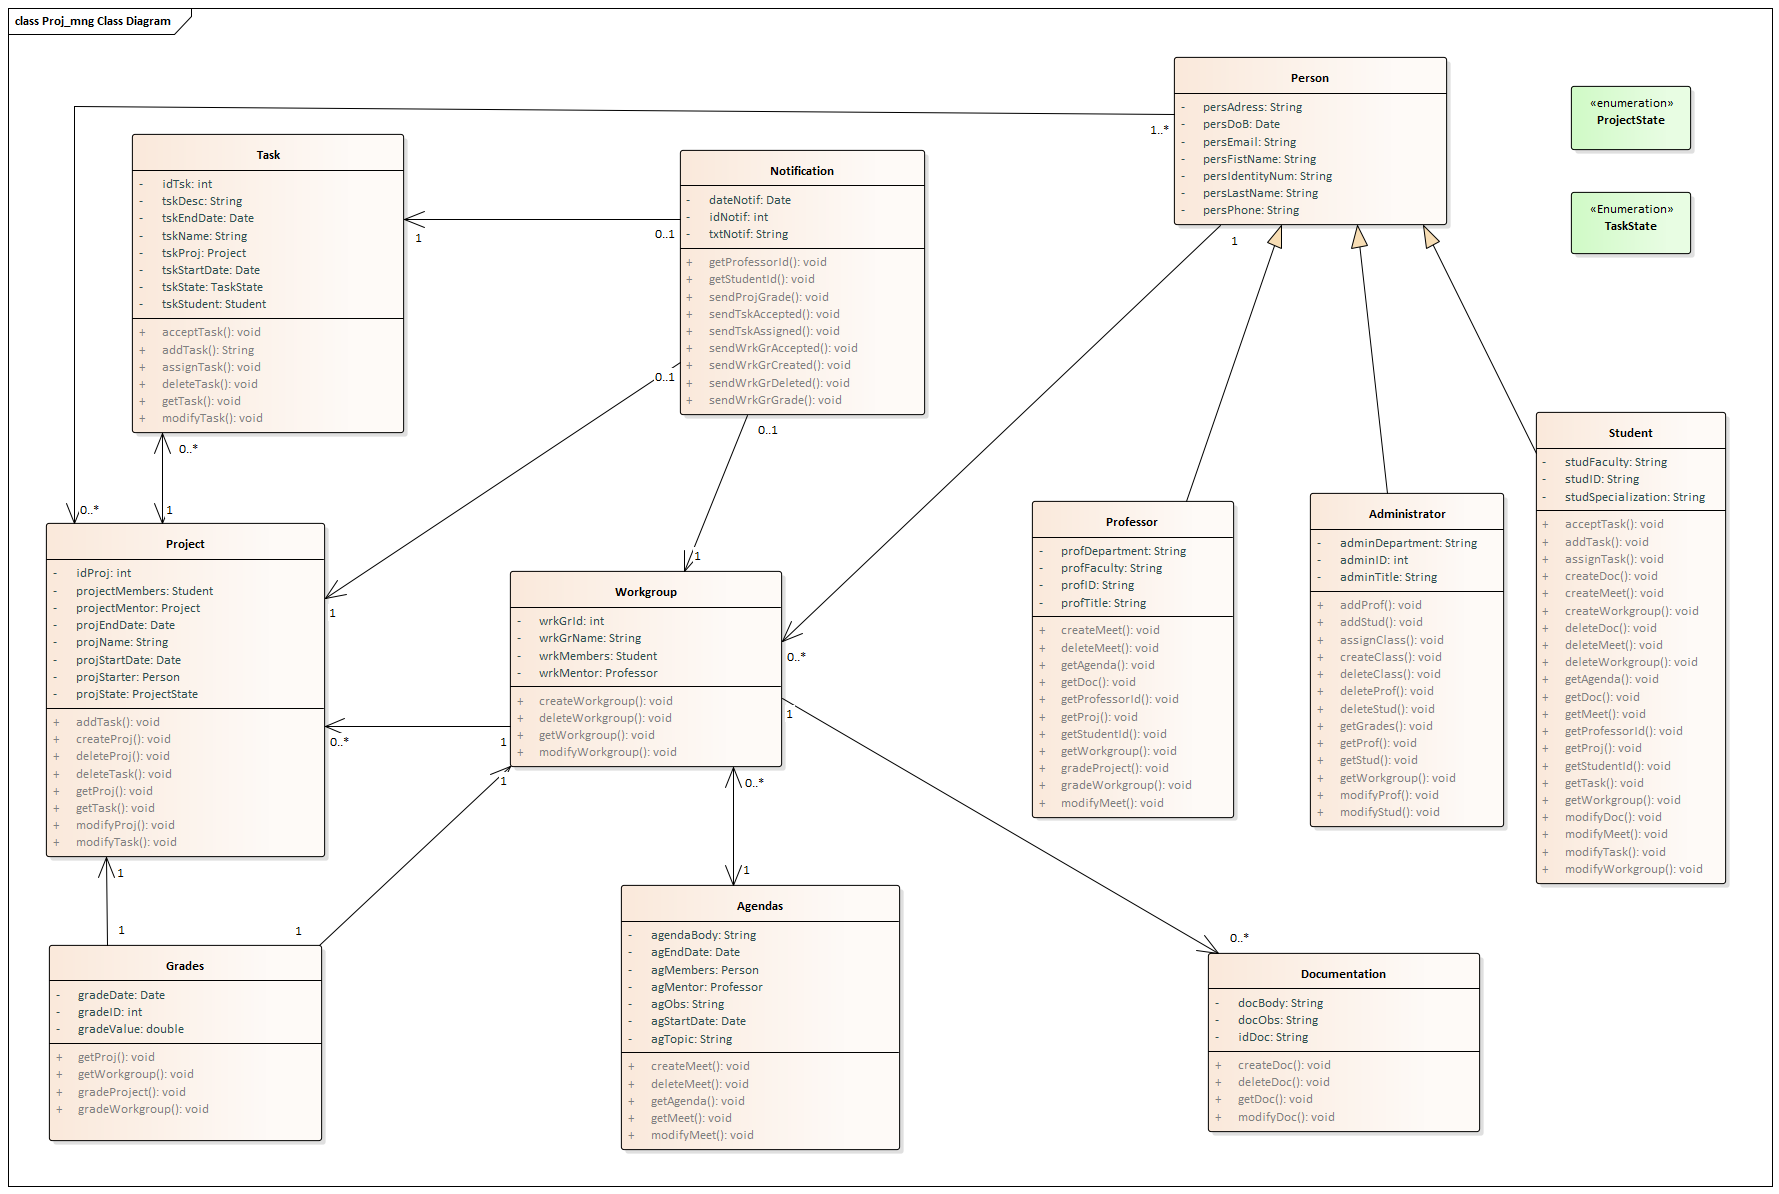 class Proj_mng Class Diagram
Person
- persAdress: String
- persDoB: Date
- persEmail: String
- persFistName: String
- persIdentityNum: String
- persLastName: String
- persPhone: String
1..*
1
«enumeration»
ProjectState
«Enumeration»
TaskState
Task
- idTsk: int
- tskDesc: String
- tskEndDate: Date
- tskName: String
- tskProj: Project
- tskStartDate: Date
- tskState: TaskState
- tskStudent: Student
+ acceptTask(): void
+ addTask(): String
+ assignTask(): void
+ deleteTask(): void
+ getTask(): void
+ modifyTask(): void
1
0..*
Notification
- dateNotif: Date
- idNotif: int
- txtNotif: String
+ getProfessorId(): void
+ getStudentId(): void
+ sendProjGrade(): void
+ sendTskAccepted(): void
+ sendTskAssigned(): void
+ sendWrkGrAccepted(): void
+ sendWrkGrCreated(): void
+ sendWrkGrDeleted(): void
+ sendWrkGrGrade(): void
0..1
0..1
0..1
0..*
1
Project
- idProj: int
- projectMembers: Student
- projectMentor: Project
- projEndDate: Date
- projName: String
- projStartDate: Date
- projStarter: Person
- projState: ProjectState
+ addTask(): void
+ createProj(): void
+ deleteProj(): void
+ deleteTask(): void
+ getProj(): void
+ getTask(): void
+ modifyProj(): void
+ modifyTask(): void
1
0..*
1
1
Workgroup
- wrkGrId: int
- wrkGrName: String
- wrkMembers: Student
- wrkMentor: Professor
+ createWorkgroup(): void
+ deleteWorkgroup(): void
+ getWorkgroup(): void
+ modifyWorkgroup(): void
0..*
1
1
1
0..*
Professor
- profDepartment: String
- profFaculty: String
- profID: String
- profTitle: String
+ createMeet(): void
+ deleteMeet(): void
+ getAgenda(): void
+ getDoc(): void
+ getProfessorId(): void
+ getProj(): void
+ getStudentId(): void
+ getWorkgroup(): void
+ gradeProject(): void
+ gradeWorkgroup(): void
+ modifyMeet(): void
Administrator
- adminDepartment: String
- adminID: int
- adminTitle: String
+ addProf(): void
+ addStud(): void
+ assignClass(): void
+ createClass(): void
+ deleteClass(): void
+ deleteProf(): void
+ deleteStud(): void
+ getGrades(): void
+ getProf(): void
+ getStud(): void
+ getWorkgroup(): void
+ modifyProf(): void
+ modifyStud(): void
Student
- studFaculty: String
- studID: String
- studSpecialization: String
+ acceptTask(): void
+ addTask(): void
+ assignTask(): void
+ createDoc(): void
+ createMeet(): void
+ createWorkgroup(): void
+ deleteDoc(): void
+ deleteMeet(): void
+ deleteWorkgroup(): void
+ getAgenda(): void
+ getDoc(): void
+ getMeet(): void
+ getProfessorId(): void
+ getProj(): void
+ getStudentId(): void
+ getTask(): void
+ getWorkgroup(): void
+ modifyDoc(): void
+ modifyMeet(): void
+ modifyTask(): void
+ modifyWorkgroup(): void
1
1
Grades
- gradeDate: Date
- gradeID: int
- gradeValue: double
+ getProj(): void
+ getWorkgroup(): void
+ gradeProject(): void
+ gradeWorkgroup(): void
1
Agendas
- agendaBody: String
- agEndDate: Date
- agMembers: Person
- agMentor: Professor
- agObs: String
- agStartDate: Date
- agTopic: String
+ createMeet(): void
+ deleteMeet(): void
+ getAgenda(): void
+ getMeet(): void
+ modifyMeet(): void
0..*
Documentation
- docBody: String
- docObs: String
- idDoc: String
+ createDoc(): void
+ deleteDoc(): void
+ getDoc(): void
+ modifyDoc(): void